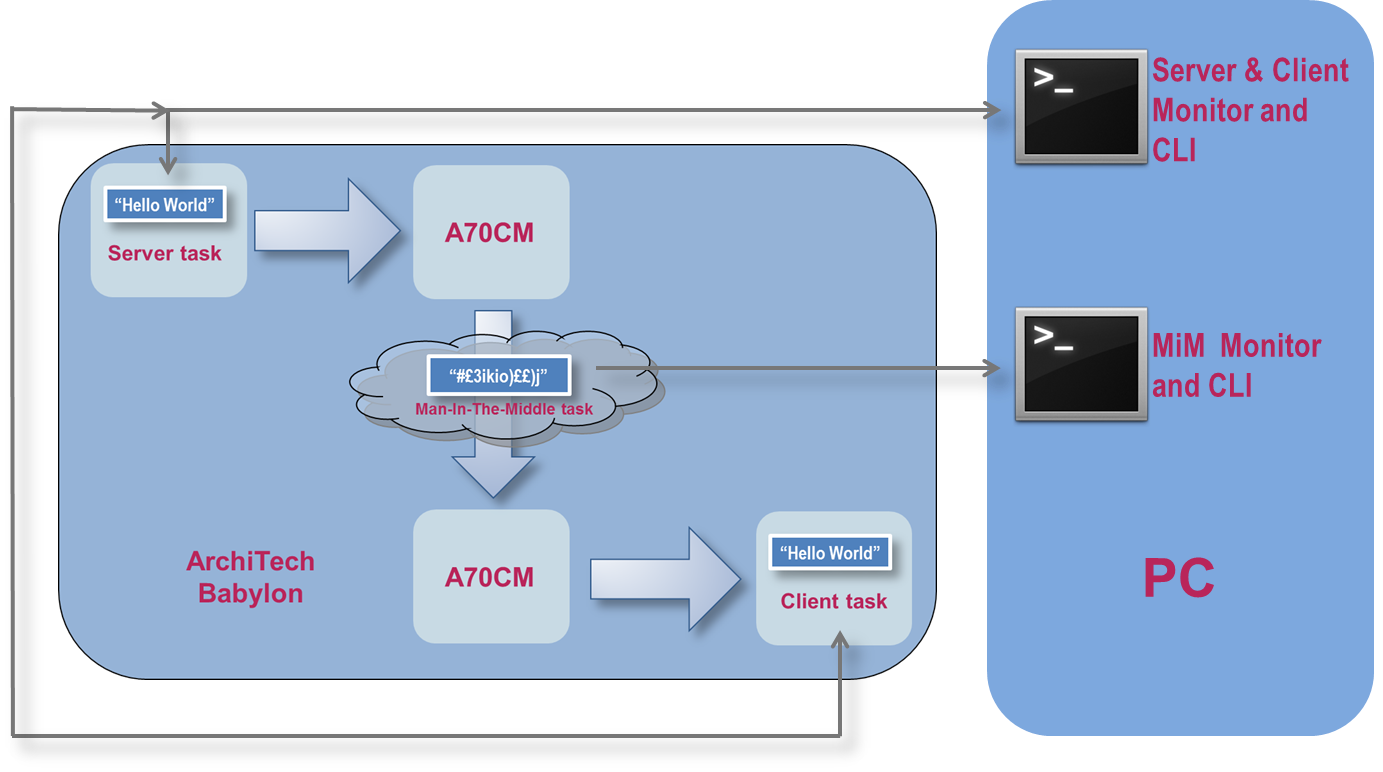 >_
Server & Client
Monitor and
CLI
“Hello World”
Server task
A70CM
“#£3ikio)££)j”
Man-In-The-Middle task
>_
MiM Monitor
and CLI
ArchiTech
Babylon
A70CM
“Hello World”
Client task
PC